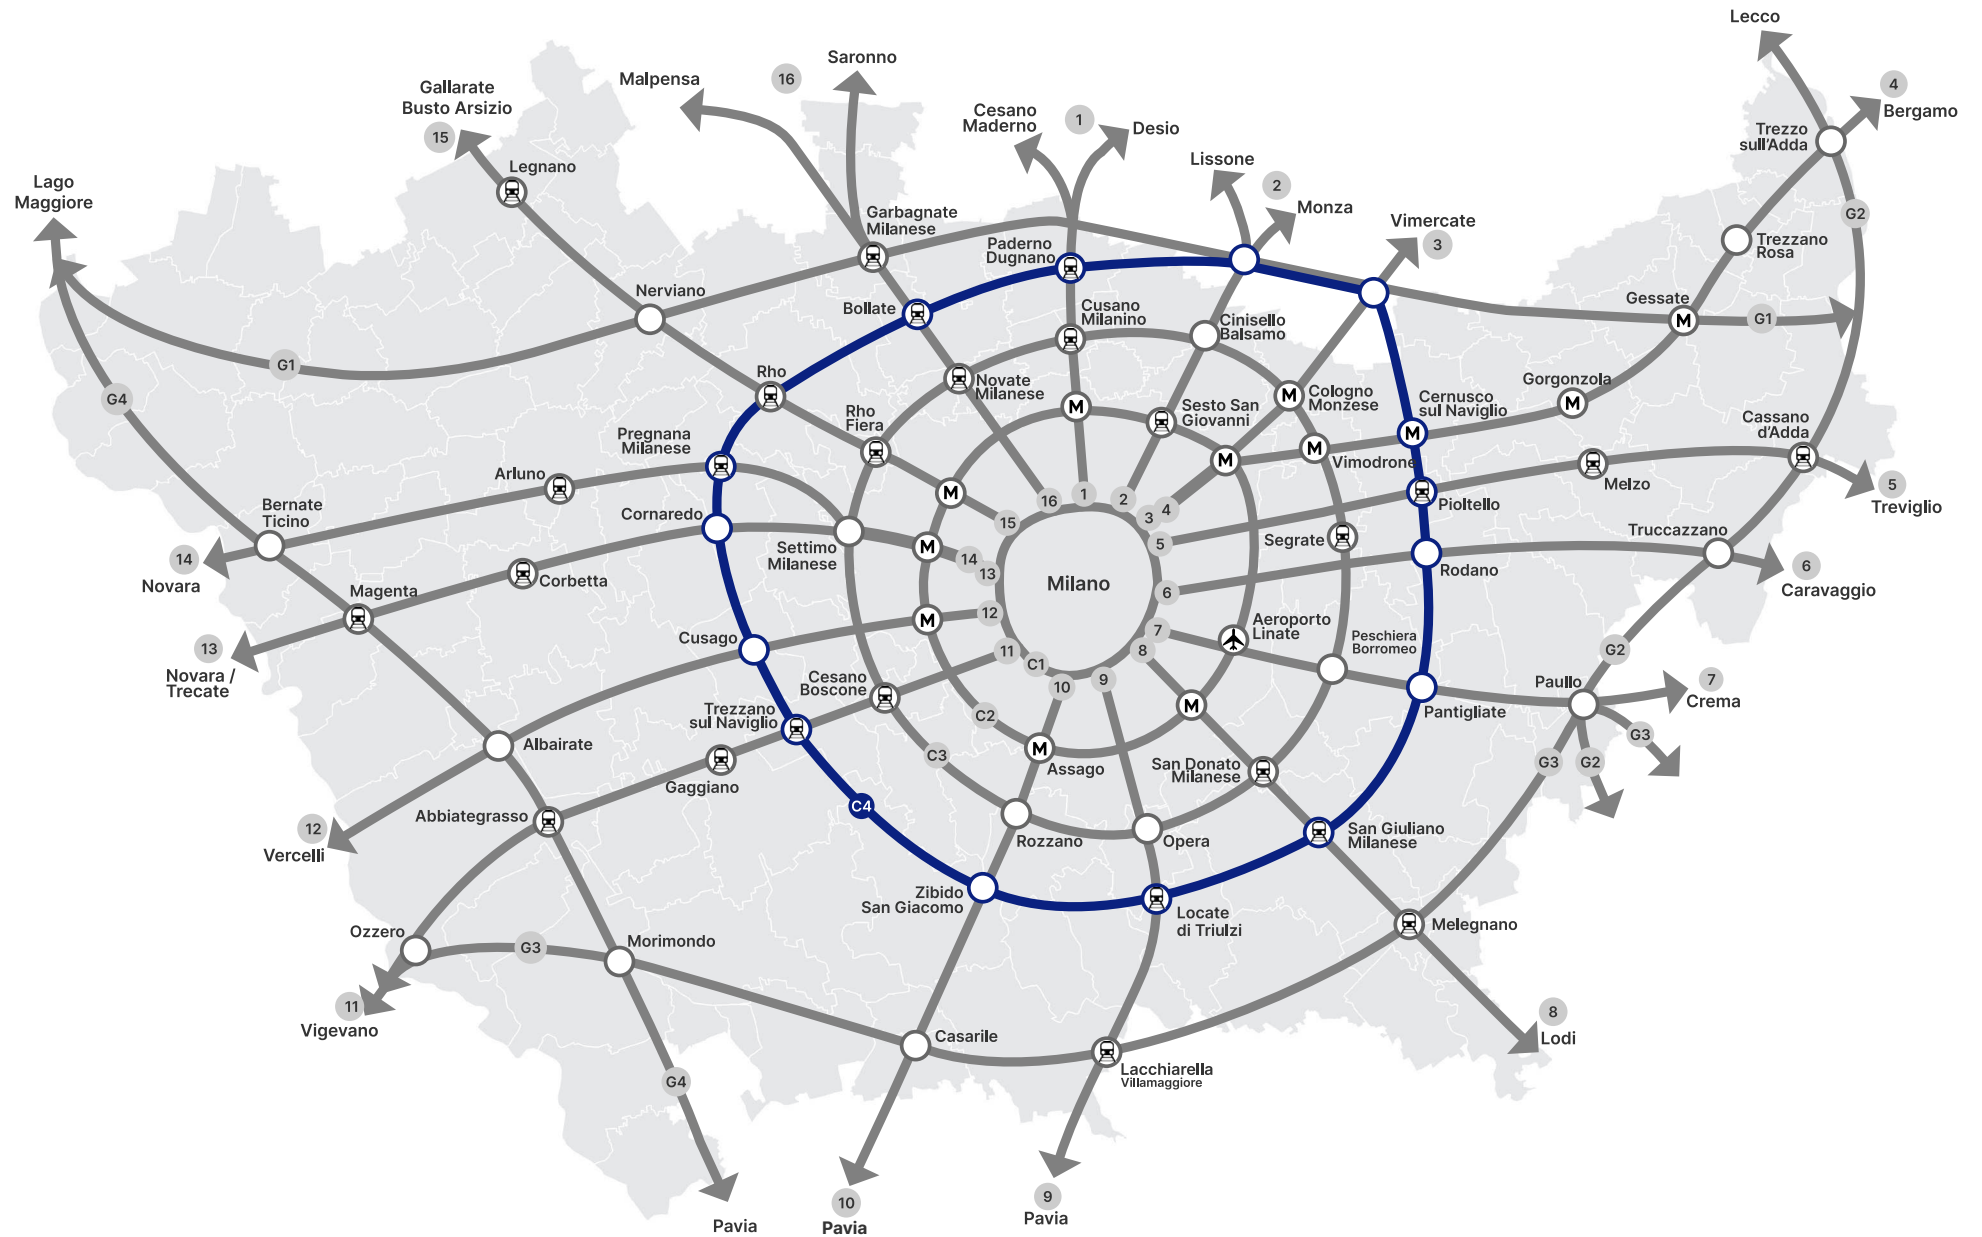 Lecco
4
Bergamo
Trezzo
sull'Adda
16
Saronno
Malpensa
Gallarate
Busto Arsizio
15
Legnano
Cesano
Maderno
1
Desio
Lissone
2
Monza
Vimercate
3
Lago
Maggiore
Garbagnate
Milanese
Paderno
Dugnano
G2
Trezzano
Rosa
Nerviano
Bollate
Cusano
Milanino
Cinisello
Balsamo
Gessate
M
G1
G1
G4
Rho
Novate
Milanese
M
Rho
Fiera
Sesto San
Giovanni
M
Cologno
Monzese
Cernusco
sul Naviglio
M
Gorgonzola
M
Cassano
d'Adda
Pregnana
Milanese
M
Vimodrone
M
Arluno
Melzo
M
Pioltello
5
Treviglio
16
1
2
3
4
15
5
Bernate
Ticino
Cornaredo
Settimo
Milanese
M
Segrate
Truccazzano
14
Novara
14
13
Milano
Rodano
6
Caravaggio
Corbetta
Magenta
6
12
M
Cusago
7
Aeroporto
Linate
Peschiera
Borromeo
13
Novara /
Trecate
11
C1
8
G2
Cesano
Boscone
10
9
Paullo
7
Crema
Trezzano
sul Naviglio
C2
M
Pantigliate
G3
Albairate
C3
M
Assago
San Donato
Milanese
G3
G2
Gaggiano
C4
Abbiategrasso
12
Vercelli
Rozzano
Opera
San Giuliano
Milanese
Zibido
San Giacomo
Locate
di Triulzi
Melegnano
Ozzero
G3
Morimondo
11
Vigevano
8
Lodi
Casarile
Lacchiarella
Villamaggiore
G4
10
Pavia
9
Pavia
Pavia